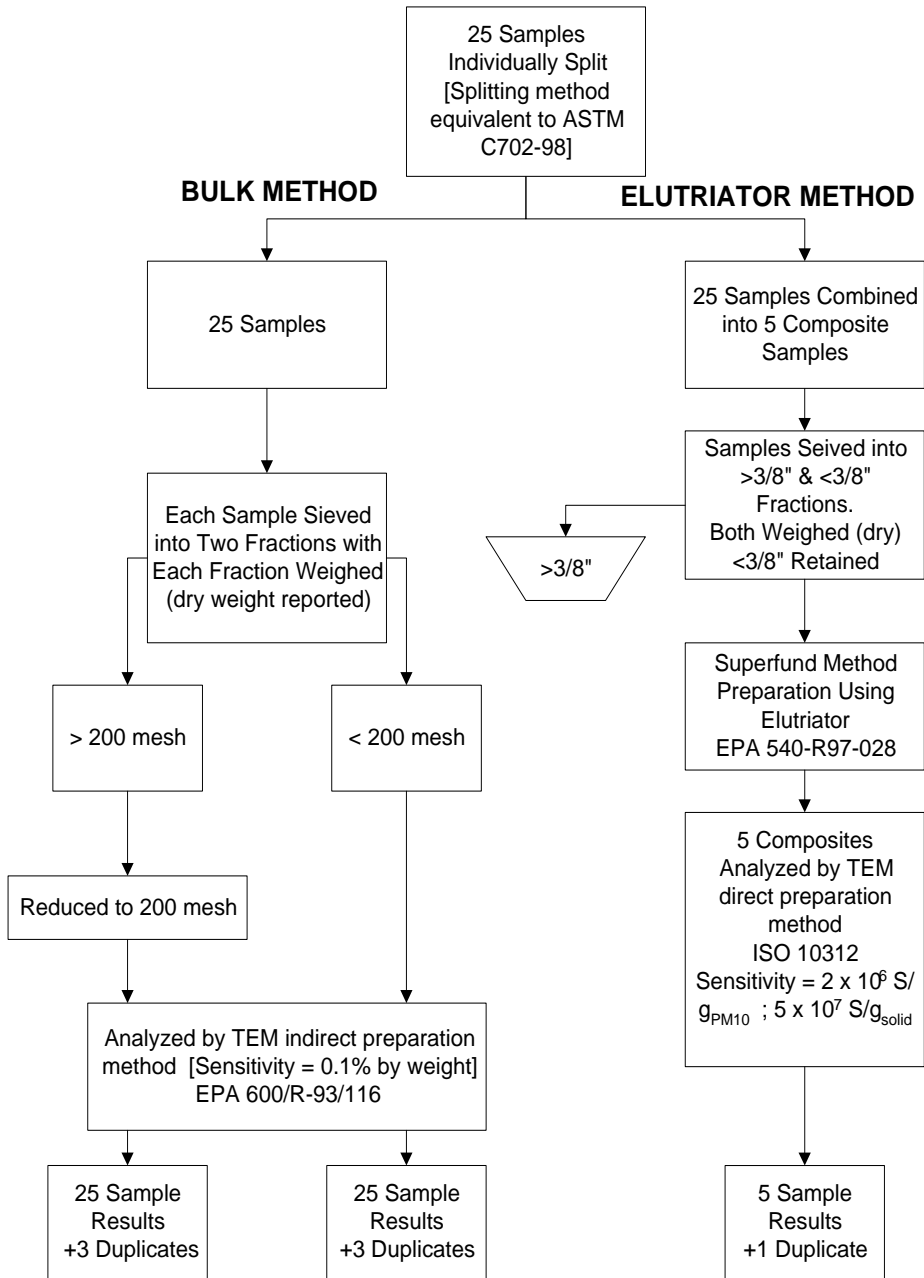 25 Samples
Individually Split
[Splitting method
equivalent to ASTM
C702-98]
BULK METHOD
ELUTRIATOR METHOD
25 Samples
25 Samples Combined
into 5 Composite
Samples
Each Sample Sieved
into Two Fractions with
Each Fraction Weighed
(dry weight reported)
Samples Seived into
>3/8" & <3/8"
Fractions.
Both Weighed (dry)
<3/8" Retained
>3/8"
> 200 mesh
< 200 mesh
Superfund Method
Preparation Using
Elutriator
EPA 540-R97-028
Reduced to 200 mesh
5 Composites
Analyzed by TEM
direct preparation
method
ISO 10312
Sensitivity = 2 x 10⁶ S/
g_PM10 ; 5 x 10⁷ S/g_solid
Analyzed by TEM indirect preparation
method [Sensitivity = 0.1% by weight]
EPA 600/R-93/116
25 Sample
Results
+3 Duplicates
25 Sample
Results
+3 Duplicates
5 Sample
Results
+1 Duplicate